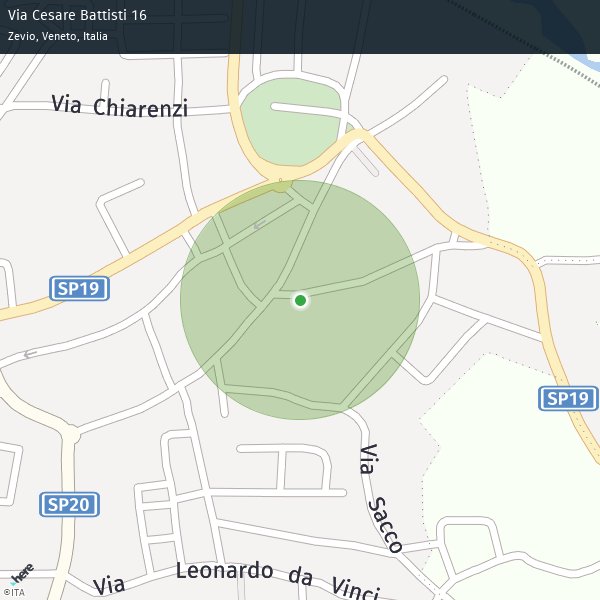 Via Cesare Battisti 16
Zevio, Veneto, Italia
Via Chiarenzi
SP19
SP19
Via Sacco
SP20
Via Leonardo da Vinci
here
©ITA